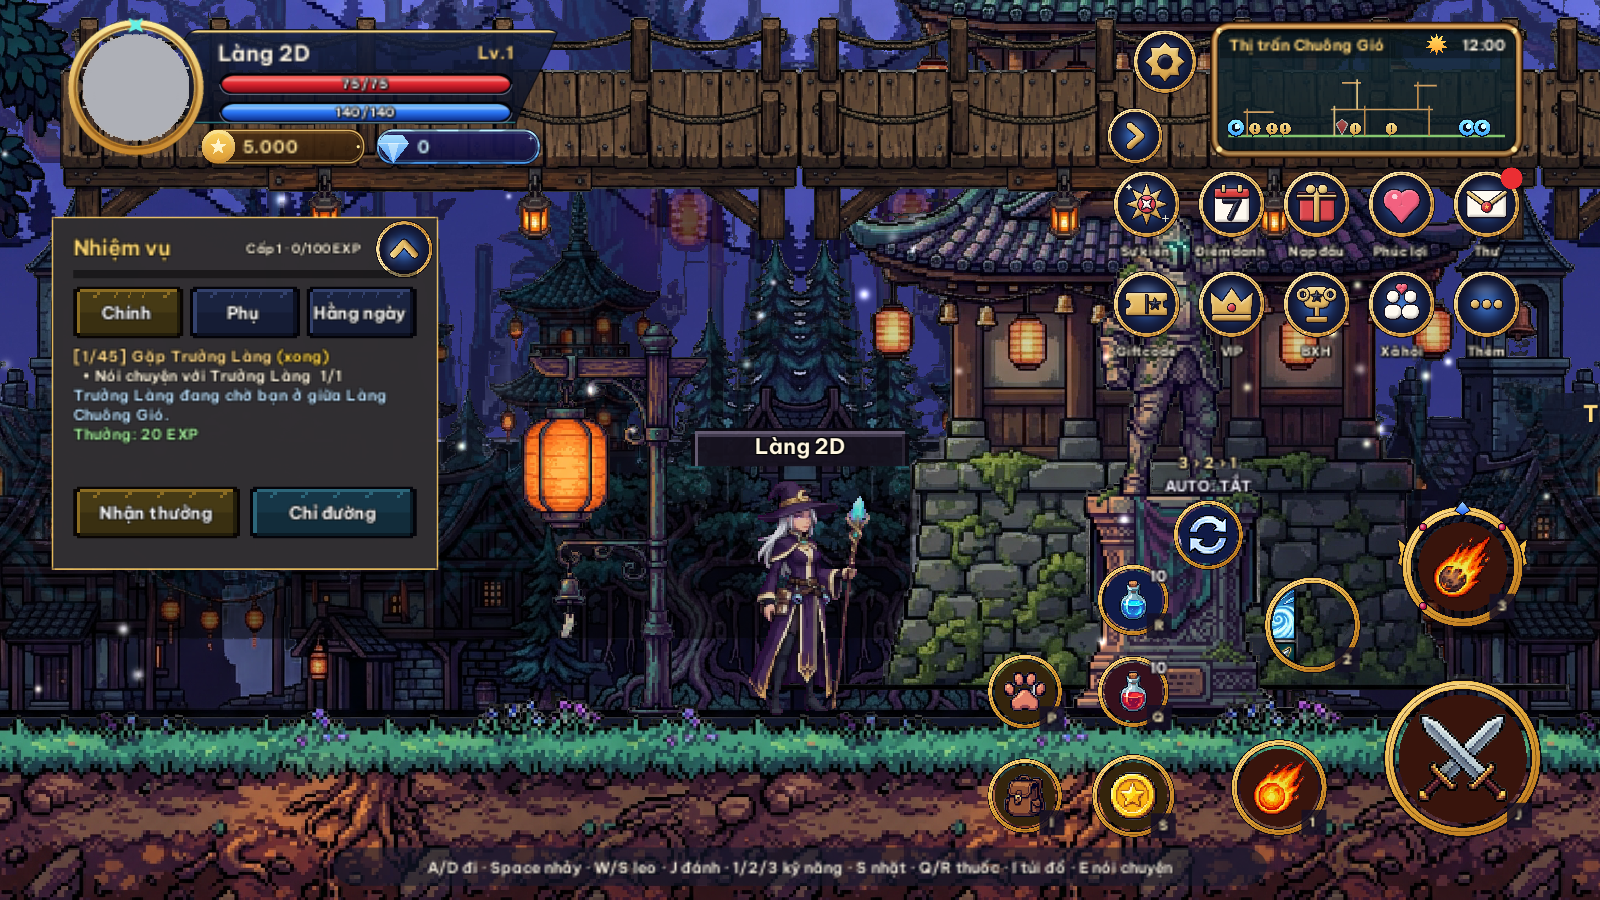 Làng 2D
Lv.1
75/75
140/140
5.000
0
Thị trấn Chuông Gió
12:00
Nhiệm vụ
Cấp 1 · 0/100 EXP
Chính
Phụ
Hằng ngày
[1/45] Gặp Trưởng Làng (xong)
• Nói chuyện với Trưởng Làng 1/1
Trưởng Làng đang chờ bạn ở giữa Làng
Chuông Gió.
Thưởng: 20 EXP
Nhận thưởng
Chỉ đường
7
Sự kiện
Điểm danh
Nạp đầu
Phúc lợi
Thư
Giftcode
VIP
BXH
Xã hội
Thêm
T
Làng 2D
3 › 2 › 1
AUTO: TẮT
10
R
10
Q
P
I
S
1
2
3
J
A/D đi · Space nhảy · W/S leo · J đánh · 1/2/3 kỹ năng · S nhặt · Q/R thuốc · I túi đồ · E nói chuyện